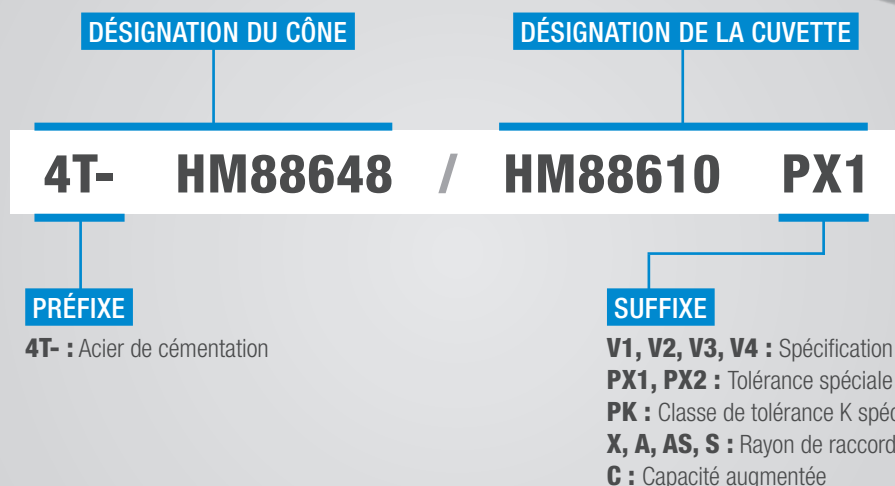 DÉSIGNATION DU CÔNE
DÉSIGNATION DE LA CUVETTE
4T- HM88648 / HM88610 PX1
PRÉFIXE
4T- : Acier de cémentation
SUFFIXE
V1, V2, V3, V4 : Spécification
PX1, PX2 : Tolérance spéciale
PK : Classe de tolérance K
X, A, AS, S : Rayon de
C : Capacité augmentée